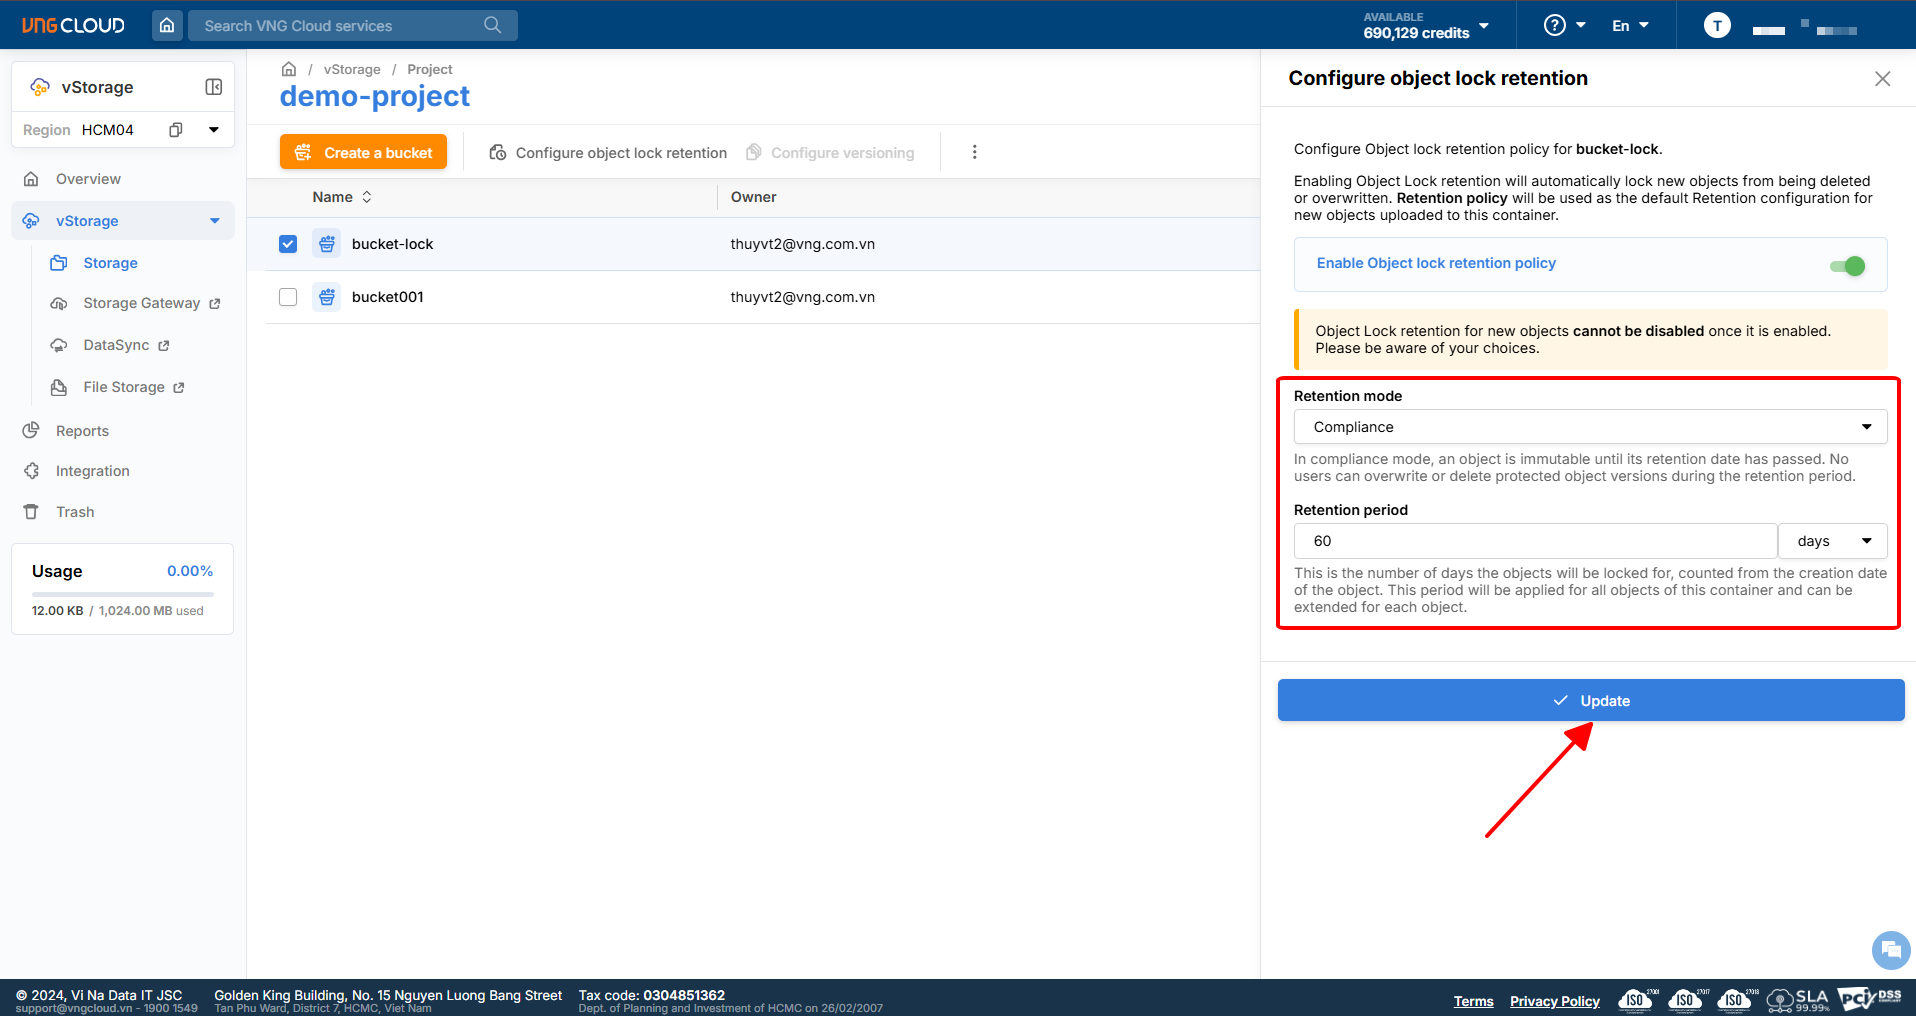 VNG CLOUD
Search VNG Cloud services
AVAILABLE
690,129 credits
?
En
T
vStorage
Region HCM04
Overview
vStorage
Storage
Storage Gateway
DataSync
File Storage
Reports
Integration
Trash
Usage 0.00%
12.00 KB / 1,024.00 MB used
/ vStorage / Project
demo-project
Create a bucket
Configure object lock retention
Configure versioning
Name
Owner
bucket-lock
thuyvt2@vng.com.vn
bucket001
thuyvt2@vng.com.vn
Configure object lock retention
Configure Object lock retention policy for bucket-lock.
Enabling Object Lock retention will automatically lock new objects from being deleted
or overwritten. Retention policy will be used as the default Retention configuration for
new objects uploaded to this container.
Enable Object lock retention policy
Object Lock retention for new objects cannot be disabled once it is enabled.
Please be aware of your choices.
Retention mode
Compliance
In compliance mode, an object is immutable until its retention date has passed. No
users can overwrite or delete protected object versions during the retention period.
Retention period
60
days
This is the number of days the objects will be locked for, counted from the creation date
of the object. This period will be applied for all objects of this container and can be
extended for each object.
Update
© 2024, Vi Na Data IT JSC
support@vngcloud.vn - 1900 1549
Golden King Building, No. 15 Nguyen Luong Bang Street
Tan Phu Ward, District 7, HCMC, Viet Nam
Tax code: 0304851362
Dept. of Planning and Investment of HCMC on 26/02/2007
Terms
Privacy Policy
ISO 27001
ISO 27017
ISO 27018
SLA
99.99%
PCI DSS